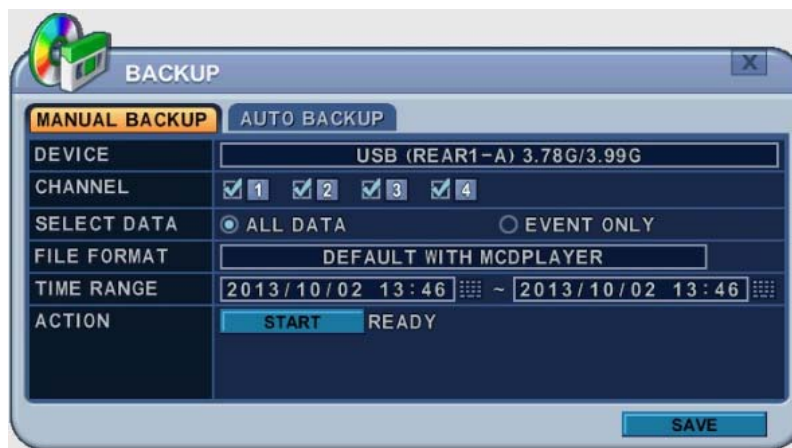 BACKUP
X
MANUAL BACKUP AUTO BACKUP
DEVICE USB (REAR1-A) 3.78G/3.99G
CHANNEL 1 2 3 4
SELECT DATA ALL DATA EVENT ONLY
FILE FORMAT DEFAULT WITH MCDPLAYER
TIME RANGE 2013/10/02 13:46 ~ 2013/10/02 13:46
ACTION START READY
SAVE